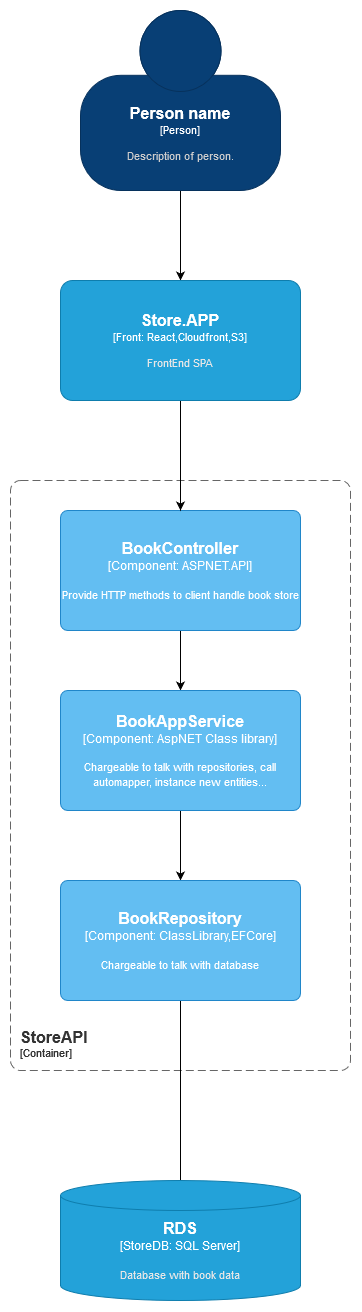 Person name
[Person]
Description of person.
Store.APP
[Front: React,Cloudfront,S3]
FrontEnd SPA
BookController
[Component: ASPNET.API]
Provide HTTP methods to client handle book store
BookAppService
[Component: AspNET Class library]
Chargeable to talk with repositories, call
automapper, instance new entities...
BookRepository
[Component: ClassLibrary,EFCore]
Chargeable to talk with database
StoreAPI
[Container]
RDS
[StoreDB: SQL Server]
Database with book data